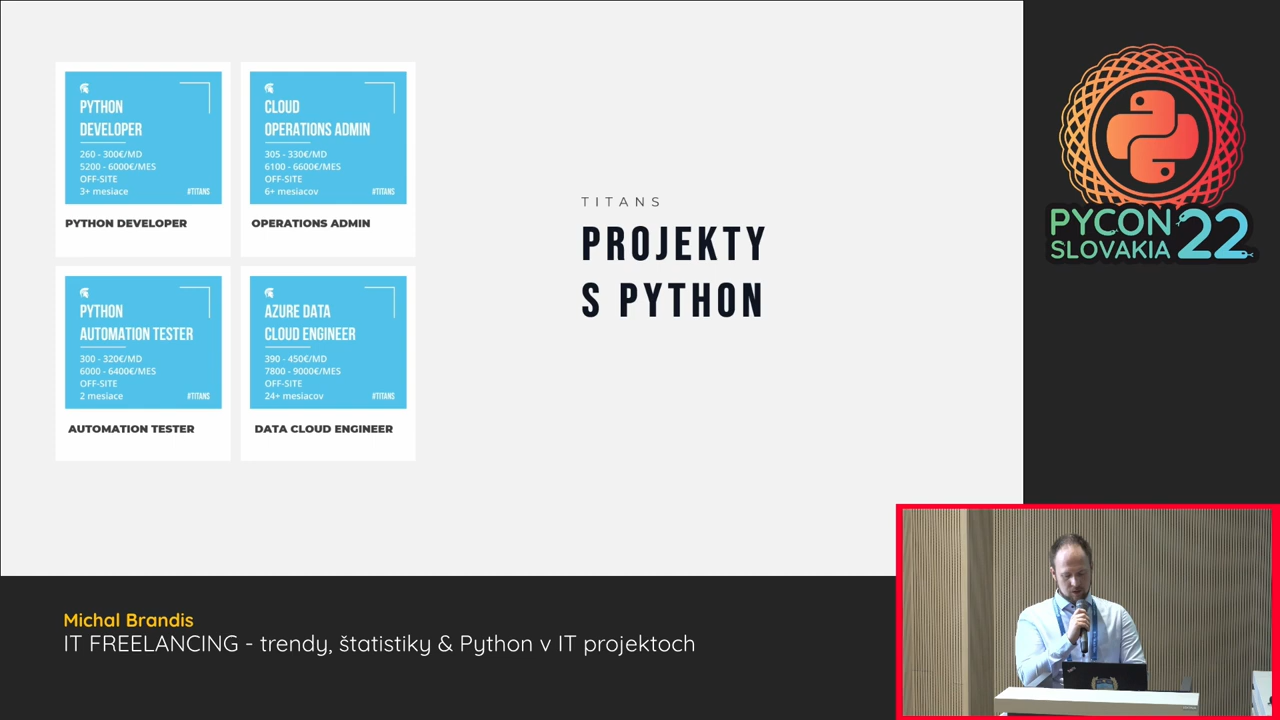 PYTHON
DEVELOPER
260 - 300€/MD
5200 - 6000€/MES
OFF-SITE
3+ mesiace
#TITANS
PYTHON DEVELOPER
CLOUD
OPERATIONS ADMIN
305 - 330€/MD
6100 - 6600€/MES
OFF-SITE
6+ mesiacov
#TITANS
OPERATIONS ADMIN
PYTHON
AUTOMATION TESTER
300 - 320€/MD
6000 - 6400€/MES
OFF-SITE
2 mesiace
#TITANS
AUTOMATION TESTER
AZURE DATA
CLOUD ENGINEER
390 - 450€/MD
7800 - 9000€/MES
OFF-SITE
24+ mesiacov
#TITANS
DATA CLOUD ENGINEER
TITANS
PROJEKTY
S PYTHON
PYCON 22
SLOVAKIA
Michal Brandis
IT FREELANCING - trendy, štatistiky & Python v IT projektoch